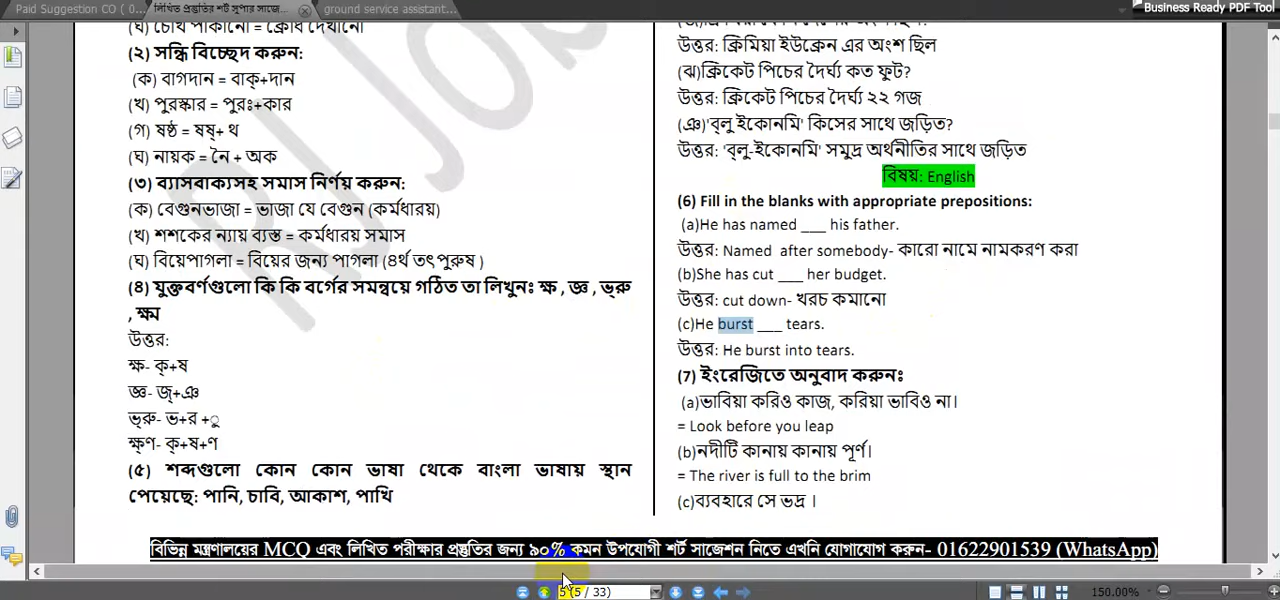 Paid Suggestion CO ( 0...
লিখিত প্রস্তুতির শর্ট সুপার সাজে...
ground service assistant...
Business Ready PDF Tool
(ঘ) চোখ পাকানো = ক্রোধ দেখানো
(২) সন্ধি বিচ্ছেদ করুন:
(ক) বাগদান = বাক্+দান
(খ) পুরস্কার = পুরঃ+কার
(গ) ষষ্ঠ = ষষ্+ থ
(ঘ) নায়ক = নৈ + অক
(৩) ব্যাসবাক্যসহ সমাস নির্ণয় করুন:
(ক) বেগুনভাজা = ভাজা যে বেগুন (কর্মধারয়)
(খ) শশকের ন্যায় ব্যস্ত = কর্মধারয় সমাস
(ঘ) বিয়েপাগলা = বিয়ের জন্য পাগলা (৪র্থ তৎপুরুষ )
(৪) যুক্তবর্ণগুলো কি কি বর্গের সমন্বয়ে গঠিত তা লিখুনঃ ক্ষ , জ্ঞ , ভ্রু
, ক্ষ্ম
উত্তর:
ক্ষ- ক্+ষ
জ্ঞ- জ্+ঞ
ভ্রু- ভ+র +ু
ক্ষ্ণ- ক্+ষ+ণ
(৫) শব্দগুলো কোন কোন ভাষা থেকে বাংলা ভাষায় স্থান
পেয়েছে: পানি, চাবি, আকাশ, পাখি
উত্তর: ক্রিমিয়া ইউক্রেন এর অংশ ছিল
(ঝ)ক্রিকেট পিচের দৈর্ঘ্য কত ফুট?
উত্তর: ক্রিকেট পিচের দৈর্ঘ্য ২২ গজ
(ঞ)'ব্লু ইকোনমি' কিসের সাথে জড়িত?
উত্তর: 'ব্লু-ইকোনমি' সমুদ্র অর্থনীতির সাথে জড়িত
বিষয়: English
(6) Fill in the blanks with appropriate prepositions:
(a)He has named ___ his father.
উত্তর: Named after somebody- কারো নামে নামকরণ করা
(b)She has cut ___ her budget.
উত্তর: cut down- খরচ কমানো
(c)He burst ___ tears.
উত্তর: He burst into tears.
(7) ইংরেজিতে অনুবাদ করুনঃ
(a)ভাবিয়া করিও কাজ, করিয়া ভাবিও না।
= Look before you leap
(b)নদীটি কানায় কানায় পূর্ণ।
= The river is full to the brim
(c)ব্যবহারে সে ভদ্র ।
বিভিন্ন মন্ত্রণালয়ের MCQ এবং লিখিত পরীক্ষার প্রস্তুতির জন্য ৯০% কমন উপযোগী শর্ট সাজেশন নিতে এখনি যোগাযোগ করুন- 01622901539 (WhatsApp)
5 (5 / 33)
150.00%